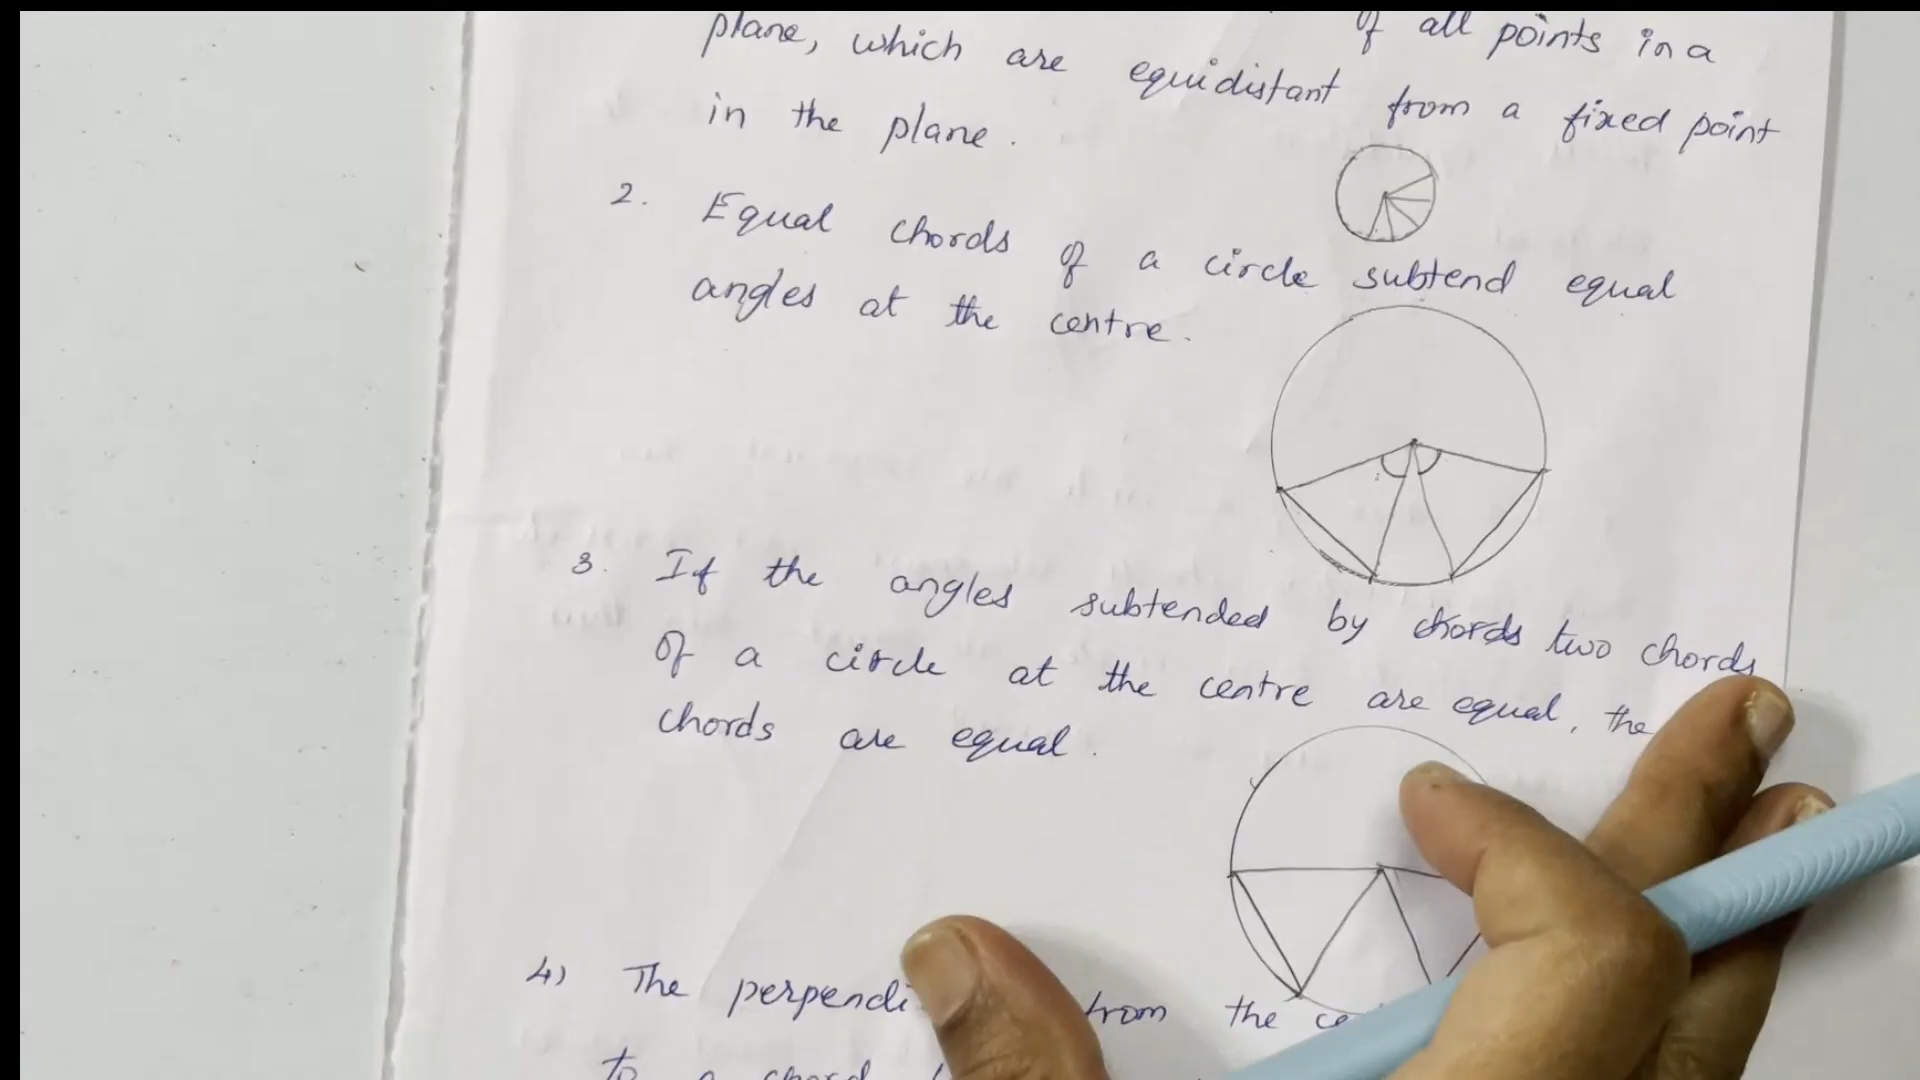 of all points in a
plane, which are equidistant from a fixed point
in the plane.
2. Equal chords of a circle subtend equal
angles at the centre.
3. If the angles subtended by chords two chords
of a circle at the centre are equal, the
chords are equal.
4) The from the
To a chord